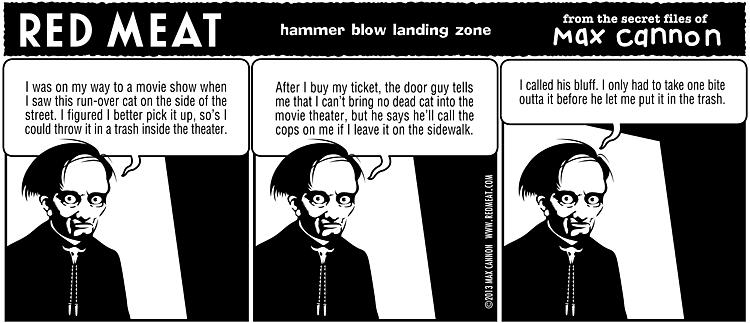 RED MEAT
hammer blow landing zone
from the secret files of
Max cannon
I was on my way to a movie show when
I saw this run-over cat on the side of the
street. I figured I better pick it up, so's I
could throw it in a trash inside the theater.
After I buy my ticket, the door guy tells
me that I can't bring no dead cat into the
movie theater, but he says he'll call the
cops on me if I leave it on the sidewalk.
©2013 MAX CANNON WWW.REDMEAT.COM
I called his bluff. I only had to take one bite
outta it before he let me put it in the trash.